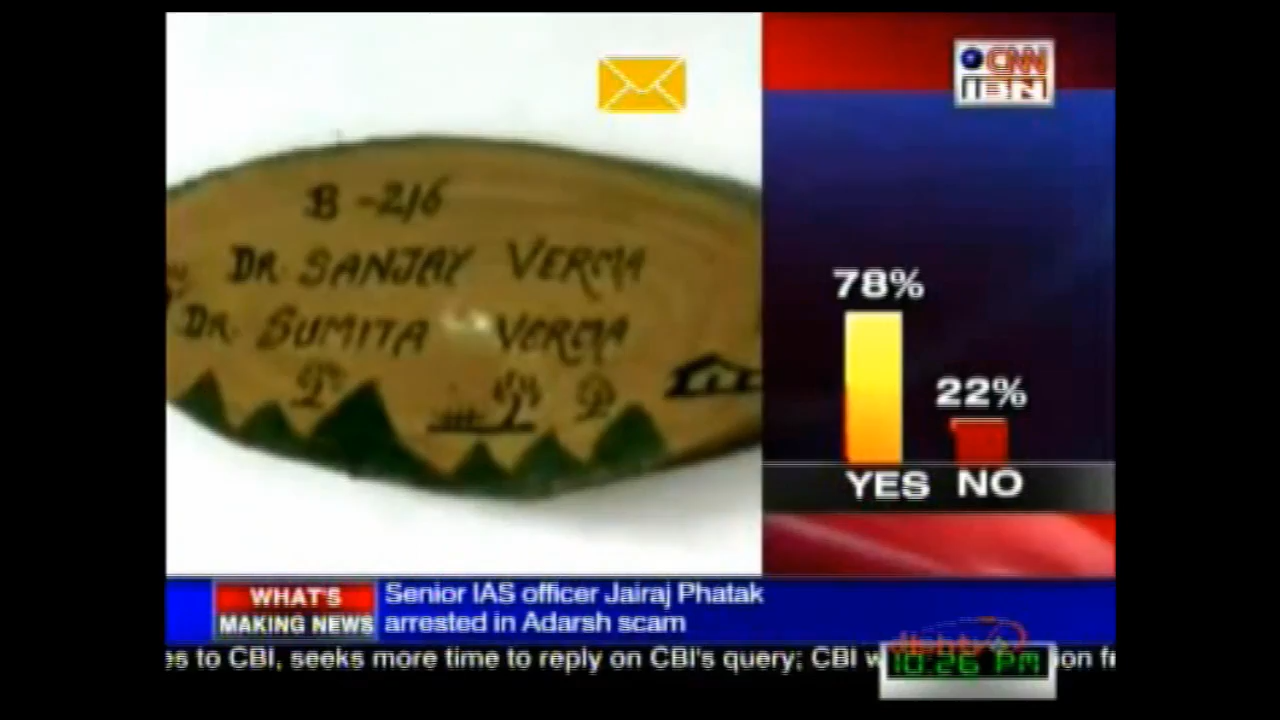 CNN
IBN
B-2/6
DR. SANJAY VERMA
DR. SUMITA VERMA
78%
22%
YES NO
WHAT'S
MAKING NEWS
Senior IAS officer Jairaj Phatak
arrested in Adarsh scam
es to CBI, seeks more time to reply on CBI's query; CBI w
10:26 PM